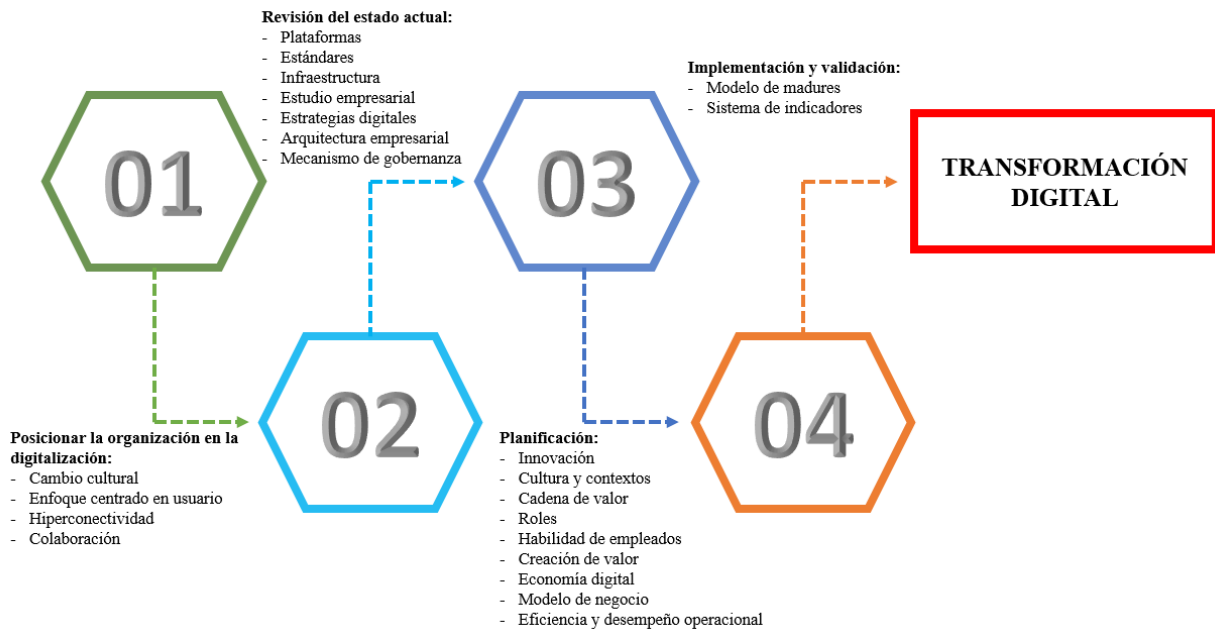 01
Posicionar la organización en la
digitalización:
- Cambio cultural
- Enfoque centrado en usuario
- Hiperconectividad
- Colaboración
02
Revisión del estado actual:
- Plataformas
- Estándares
- Infraestructura
- Estudio empresarial
- Estrategias digitales
- Arquitectura empresarial
- Mecanismo de gobernanza
03
Planificación:
- Innovación
- Cultura y contextos
- Cadena de valor
- Roles
- Habilidad de empleados
- Creación de valor
- Economía digital
- Modelo de negocio
- Eficiencia y desempeño operacional
04
Implementación y validación:
- Modelo de madures
- Sistema de indicadores
TRANSFORMACIÓN
DIGITAL